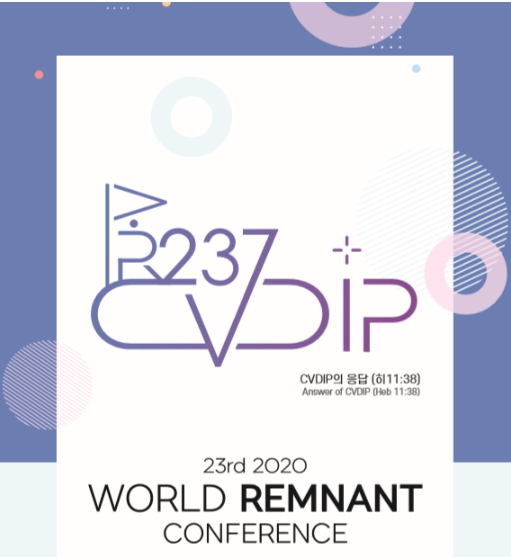 R237
CVDIP
CVDIP의 응답 (히11:38)
Answer of CVDIP (Heb 11:38)
23rd 2020
WORLD REMNANT
CONFERENCE